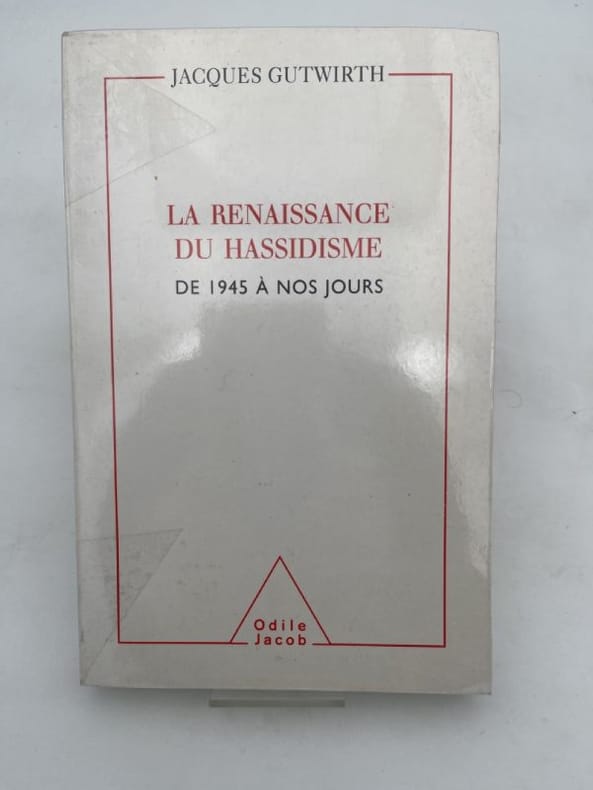 JACQUES GUTWIRTH
LA RENAISSANCE
DU HASSIDISME
DE 1945 À NOS JOURS
Odile
Jacob